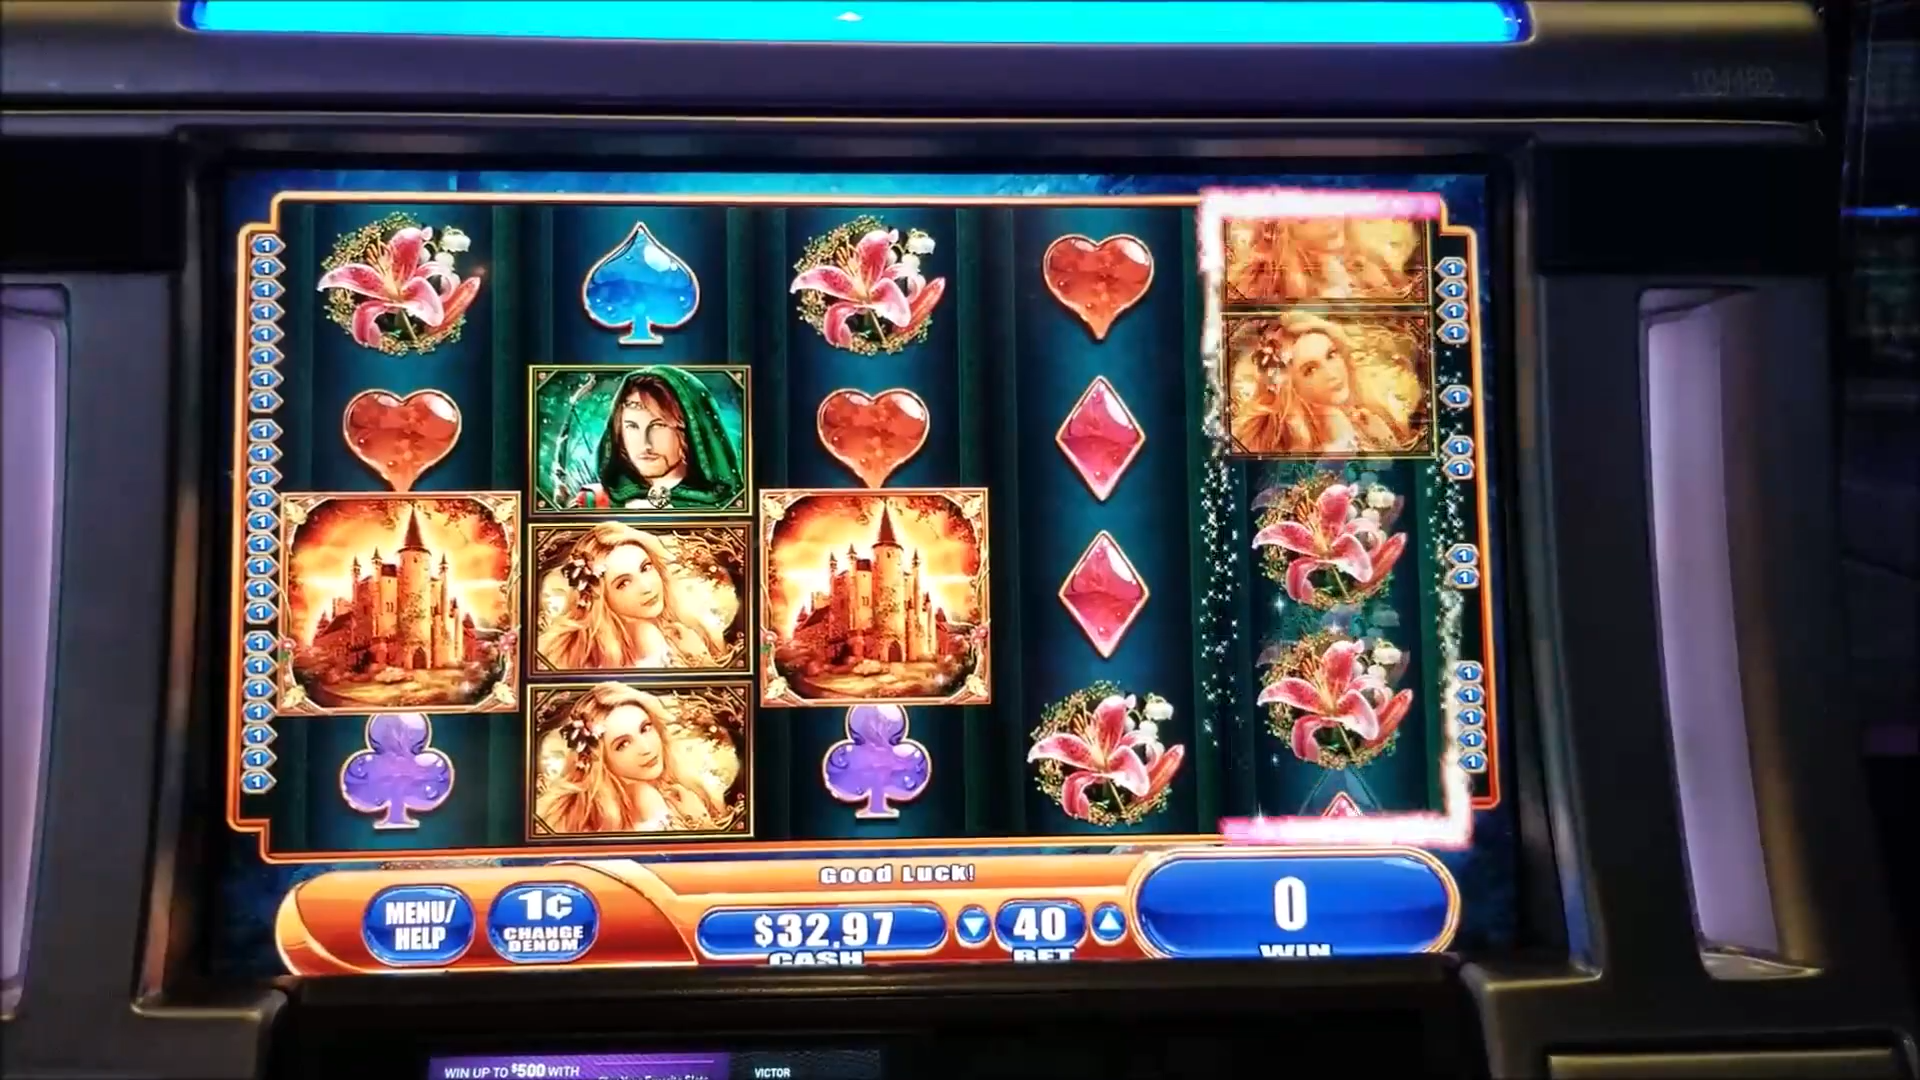 104489
Good Luck!
MENU/
HELP
1¢
CHANGE
DENOM
$32.97
CASH
40
BET
0
WIN
WIN UP TO $500 WITH
VICTOR